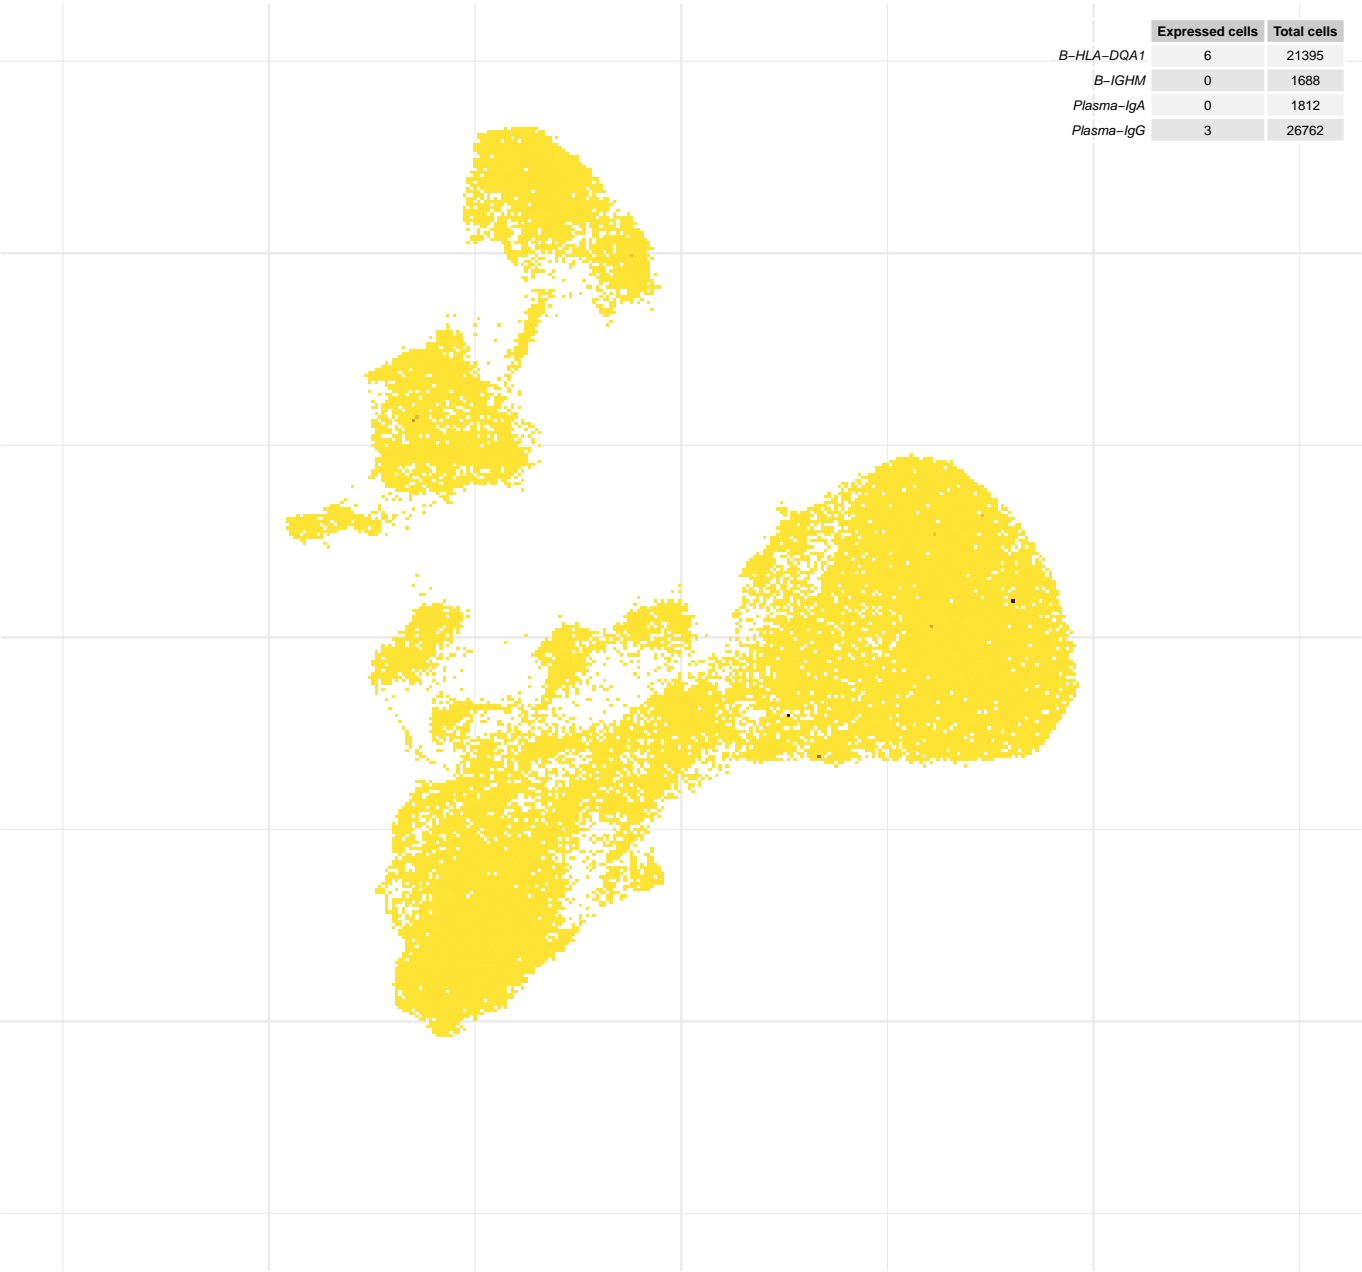 Expressed cells Total cells
B−HLA−DQA1 6 21395
B−IGHM 0 1688
Plasma−IgA 0 1812
Plasma−IgG 3 26762